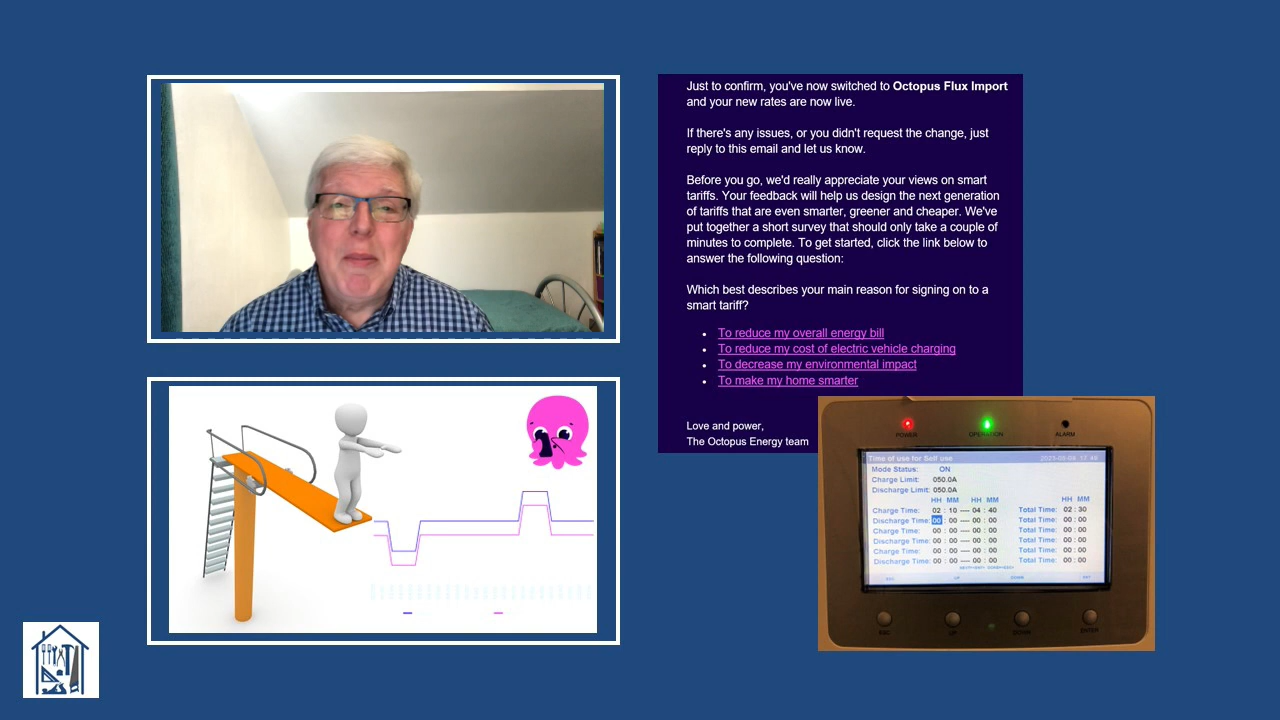 Just to confirm, you've now switched to Octopus Flux Import
and your new rates are now live.
If there's any issues, or you didn't request the change, just
reply to this email and let us know.
Before you go, we'd really appreciate your views on smart
tariffs. Your feedback will help us design the next generation
of tariffs that are even smarter, greener and cheaper. We've
put together a short survey that should only take a couple of
minutes to complete. To get started, click the link below to
answer the following question:
Which best describes your main reason for signing on to a
smart tariff?
• To reduce my overall energy bill
• To reduce my cost of electric vehicle charging
• To decrease my environmental impact
• To make my home smarter
Love and power,
The Octopus Energy team
POWER OPERATION ALARM
Time of use for Self use
Mode Status: ON
Charge Limit: 050.0A
Discharge Limit: 050.0A
HH MM HH MM HH MM
Charge Time: 02 : 10 ---- 04 : 40 Total Time: 02 : 30
Discharge Time: 00 : 00 ---- 00 : 00 Total Time: 00 : 00
Charge Time: 00 : 00 ---- 00 : 00 Total Time: 00 : 00
Discharge Time: 00 : 00 ---- 00 : 00 Total Time: 00 : 00
Charge Time: 00 : 00 ---- 00 : 00 Total Time: 00 : 00
Discharge Time: 00 : 00 ---- 00 : 00 Total Time: 00 : 00
UP DOWN
ESC UP DOWN ENTER